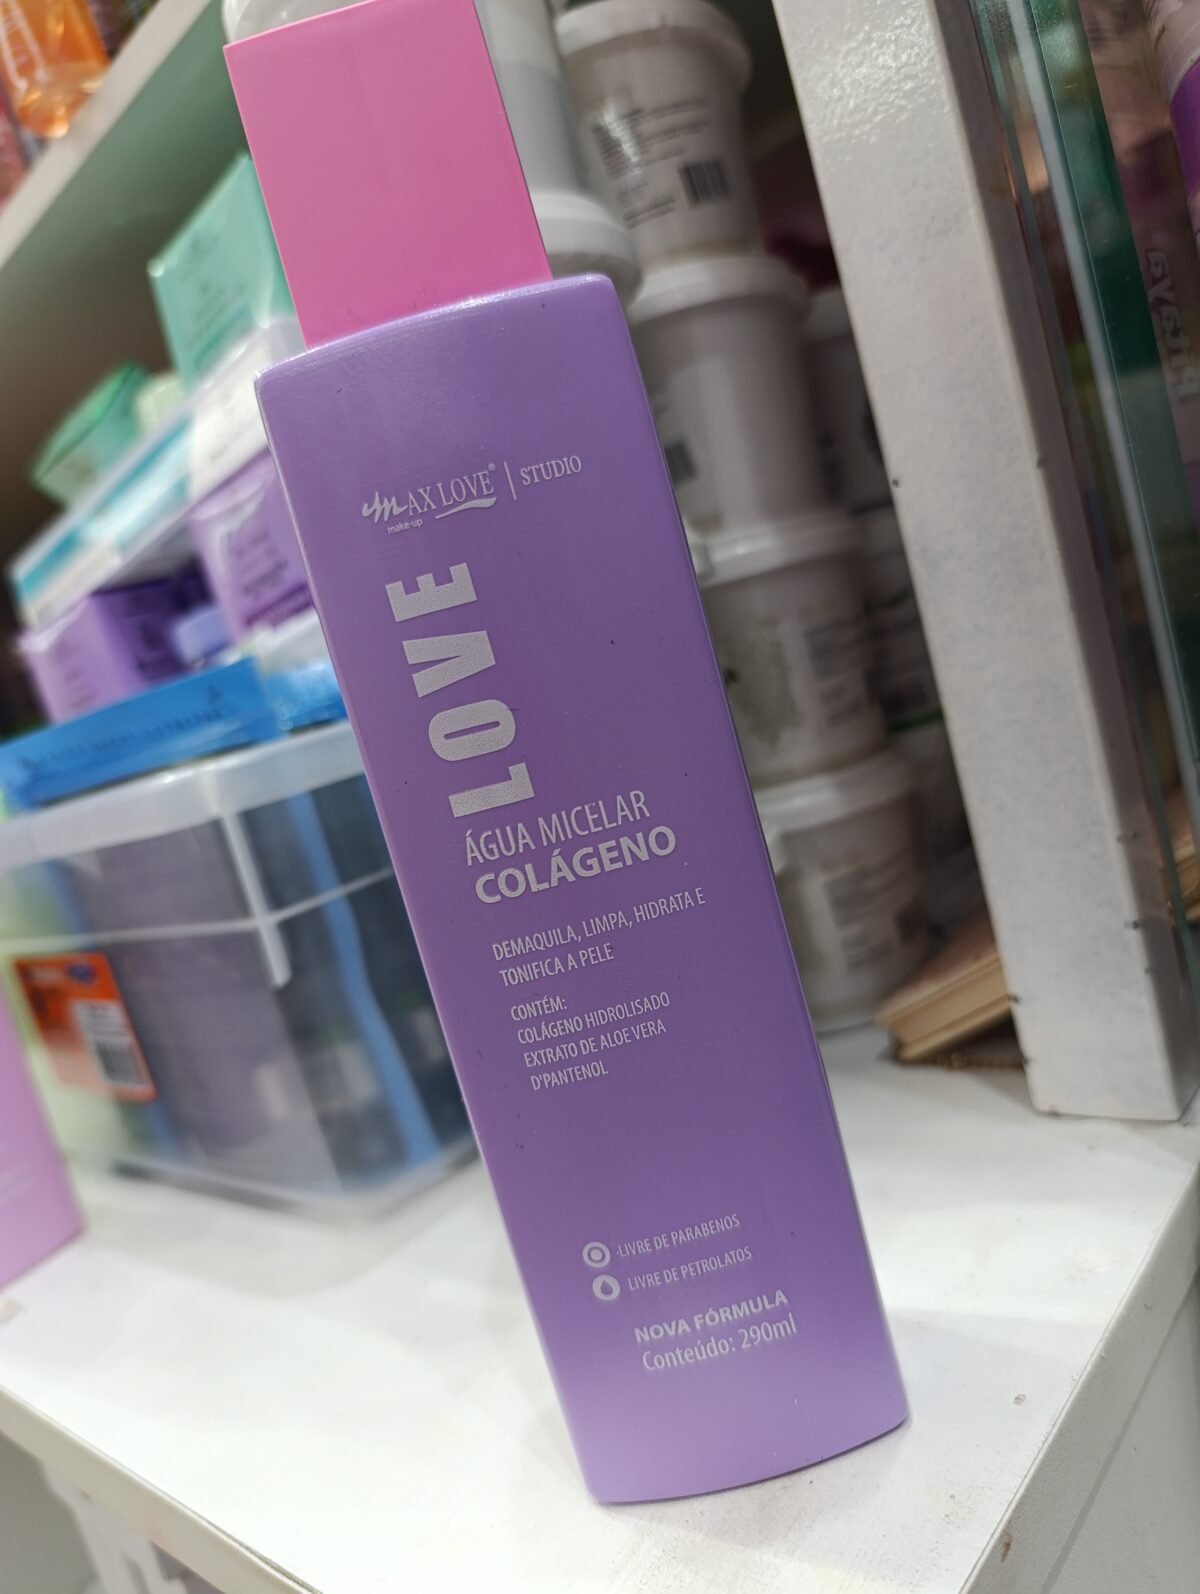 MAX LOVE® | STUDIO
make-up
LOVE
ÁGUA MICELAR
COLÁGENO
DEMAQUILA, LIMPA, HIDRATA E
TONIFICA A PELE
CONTÉM:
COLÁGENO HIDROLISADO
EXTRATO DE ALOE VERA
D'PANTENOL
-LIVRE DE PARABENOS
LIVRE DE PETROLATOS
NOVA FÓRMULA
Conteúdo: 290ml
Pitaya